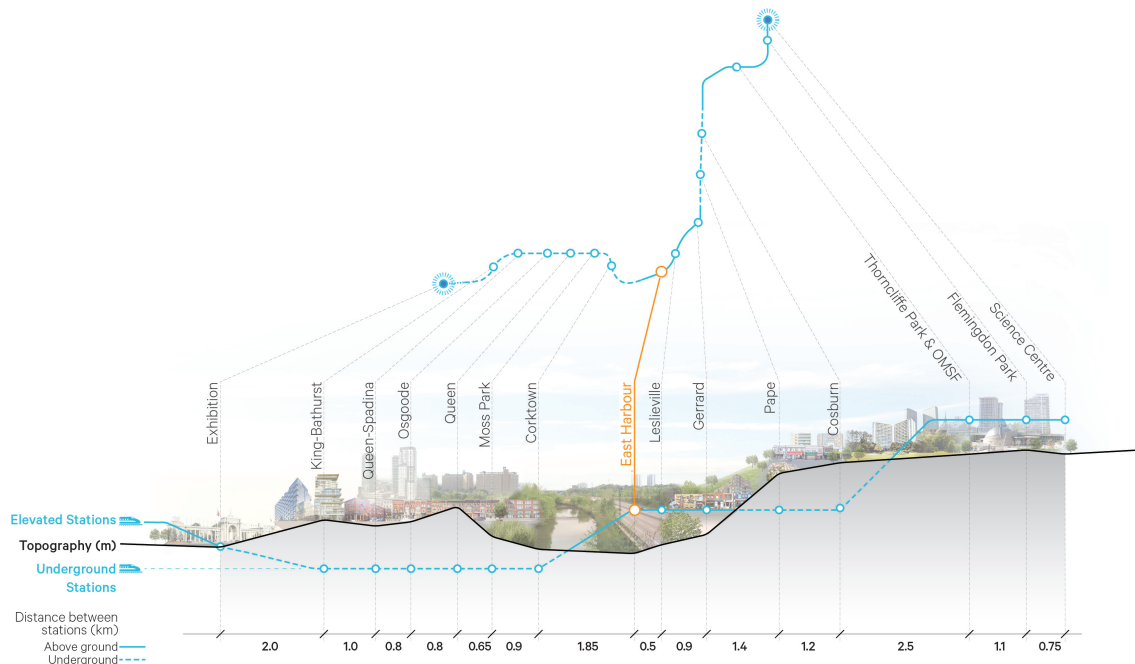 Thorncliffe Park & OMSF
Flemingdon Park
Science Centre
Exhibition
King-Bathurst
Queen-Spadina
Osgoode
Queen
Moss Park
Corktown
East Harbour
Leslieville
Gerrard
Pape
Cosburn
Elevated Stations
Topography (m)
Underground
Stations
Distance between
stations (km)
2.0 1.0 0.8 0.8 0.65 0.9 1.85 0.5 0.9 1.4 1.2 2.5 1.1 0.75
Above ground
Underground